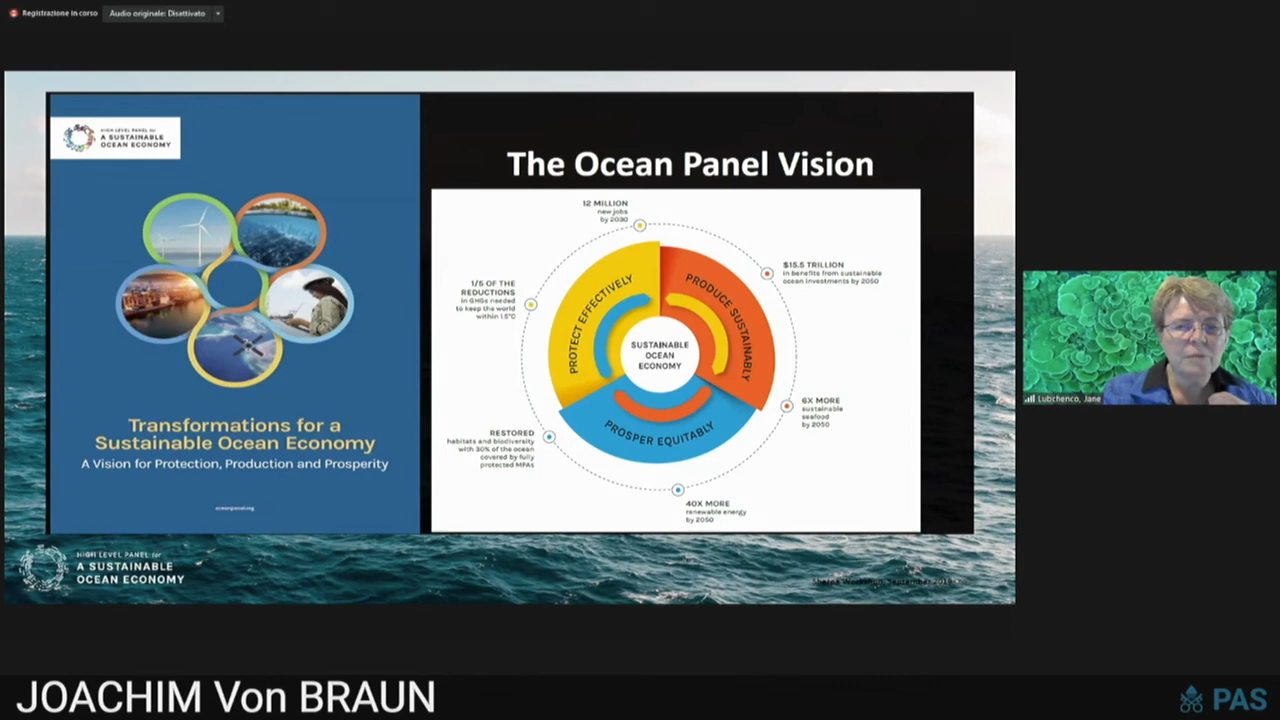 Registrazione in corso
Audio originale: Disattivato
HIGH LEVEL PANEL for
A SUSTAINABLE
OCEAN ECONOMY
Transformations for a
Sustainable Ocean Economy
A Vision for Protection, Production and Prosperity
oceanpanel.org
The Ocean Panel Vision
12 MILLION
new jobs
by 2030
$15.5 TRILLION
in benefits from sustainable
ocean investments by 2050
1/5 OF THE
REDUCTIONS
in GHGs needed
to keep the world
within 1.5°C
PROTECT EFFECTIVELY
PRODUCE SUSTAINABLY
SUSTAINABLE
OCEAN
ECONOMY
PROSPER EQUITABLY
6X MORE
sustainable
seafood
by 2050
RESTORED
habitats and biodiversity
with 30% of the ocean
covered by fully
protected MPAs
40X MORE
renewable energy
by 2050
HIGH LEVEL PANEL for
A SUSTAINABLE
OCEAN ECONOMY
Sherpa Workshop, September
Lubchenco, Jane
JOACHIM Von BRAUN
PAS